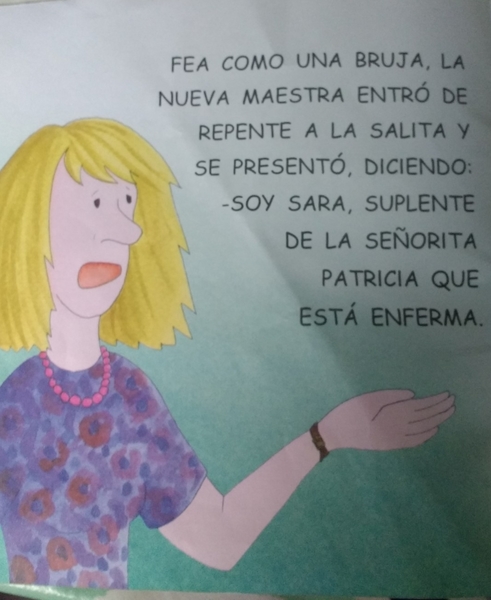 FEA COMO UNA BRUJA, LA
NUEVA MAESTRA ENTRÓ DE
REPENTE A LA SALITA Y
SE PRESENTÓ, DICIENDO:
-SOY SARA, SUPLENTE
DE LA SEÑORITA
PATRICIA QUE
ESTÁ ENFERMA.